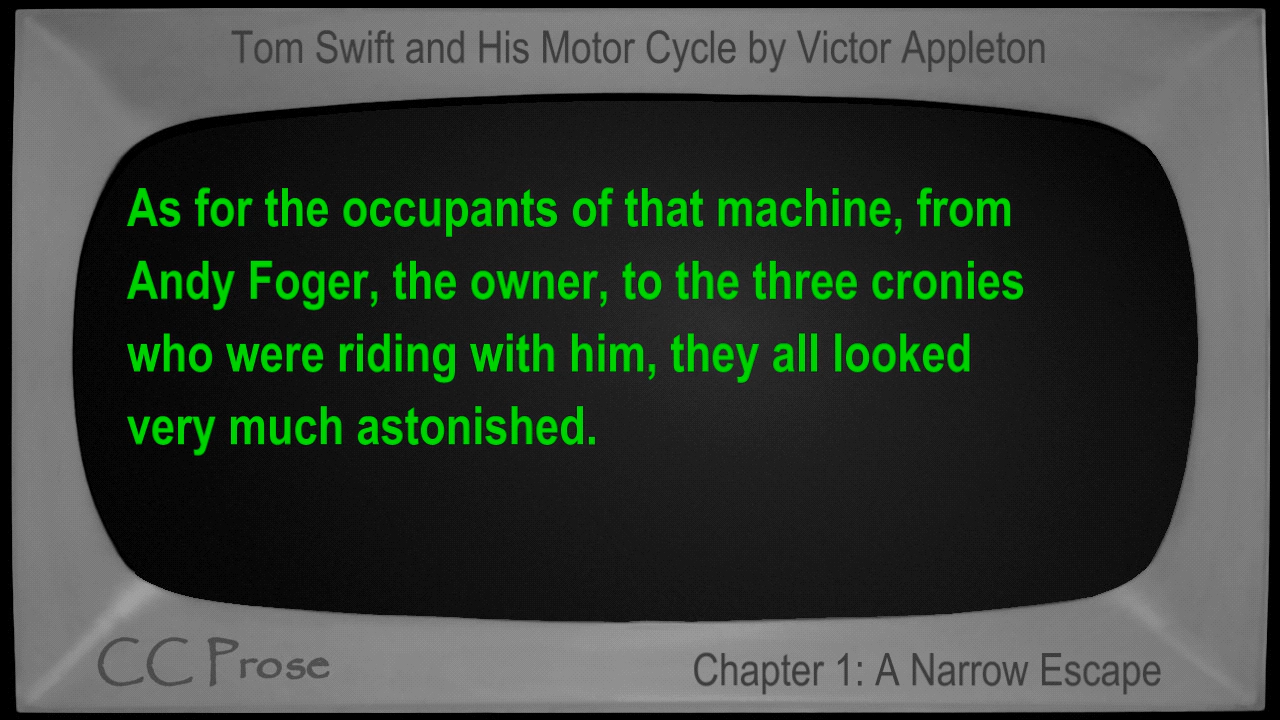 Tom Swift and His Motor Cycle by Victor Appleton
As for the occupants of that machine, from
Andy Foger, the owner, to the three cronies
who were riding with him, they all looked
very much astonished.
CC Prose
Chapter 1: A Narrow Escape